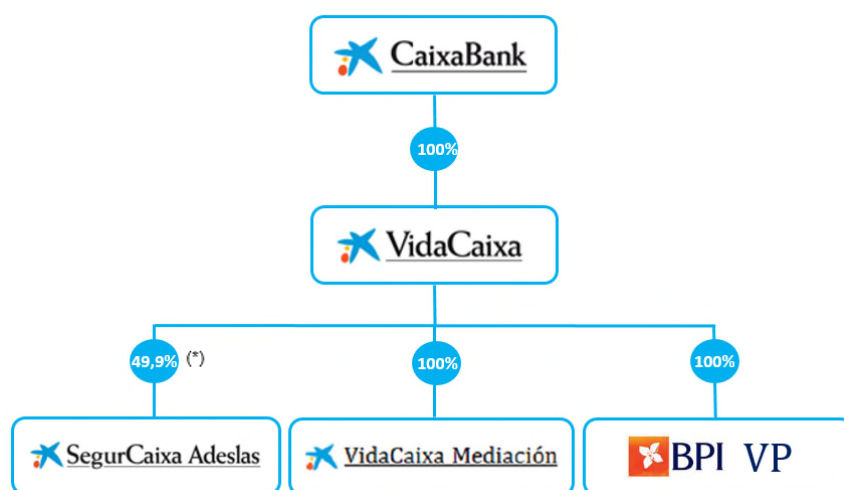 CaixaBank
100%
VidaCaixa
49,9% (*)
100%
100%
SegurCaixa Adeslas
VidaCaixa Mediación
BPI VP